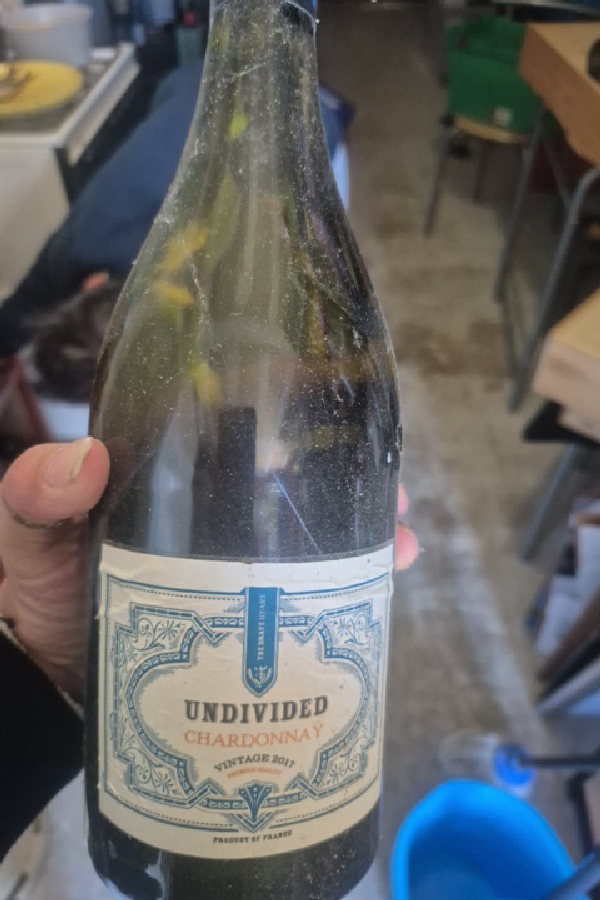 UNDIVIDED
CHARDONNAY
VINTAGE 2017
PRODUCT OF FRANCE